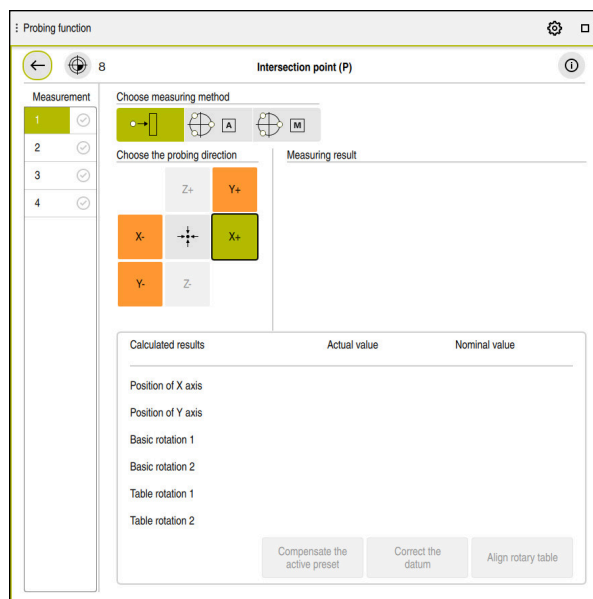 Probing function
8
Intersection point (P)
Measurement
1
2
3
4
Choose measuring method
A
M
Choose the probing direction
Measuring result
Z+
Y+
X-
X+
Y-
Z-
Calculated results
Actual value
Nominal value
Position of X axis
Position of Y axis
Basic rotation 1
Basic rotation 2
Table rotation 1
Table rotation 2
Compensate the
active preset
Correct the
datum
Align rotary table